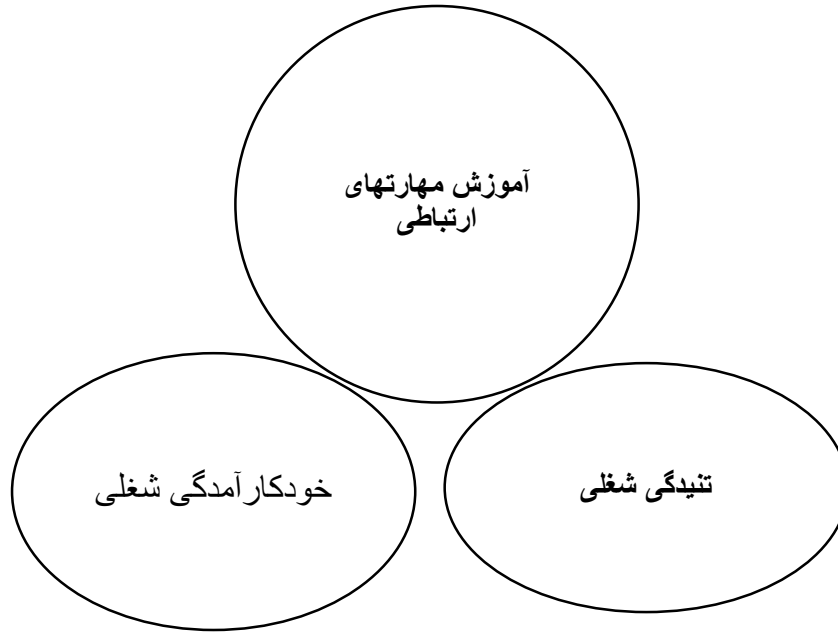 آموزش مهارتهای
ارتباطی
تنیدگی شغلی
خودکارآمدگی شغلی